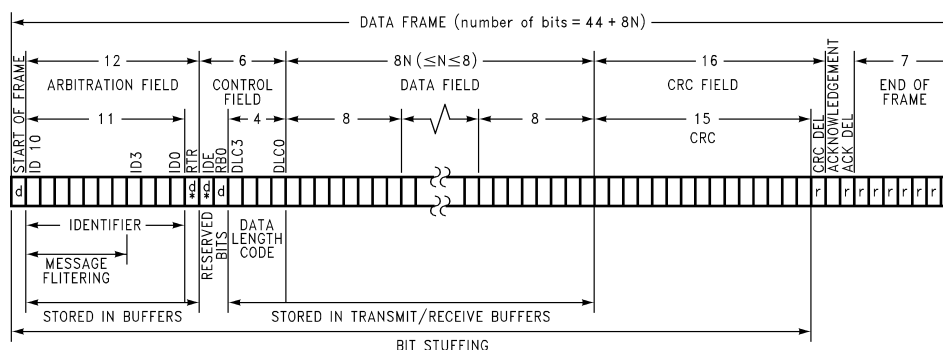 DATA FRAME (number of bits = 44 + 8N)
12
6
8N (≤N≤8)
16
7
ARBITRATION FIELD
CONTROL FIELD
DATA FIELD
CRC FIELD
END OF FRAME
11
4
8
8
15
CRC
START OF FRAME
ID 10
ID3
ID0
RTR
IDE
RB0
DLC3
DLC0
CRC DEL
ACKNOWLEDGEMENT
ACK DEL
d d* d* d r r r r r r r r r
IDENTIFIER
RESERVED BITS
DATA LENGTH CODE
MESSAGE FLITERING
STORED IN BUFFERS
STORED IN TRANSMIT/RECEIVE BUFFERS
BIT STUFFING